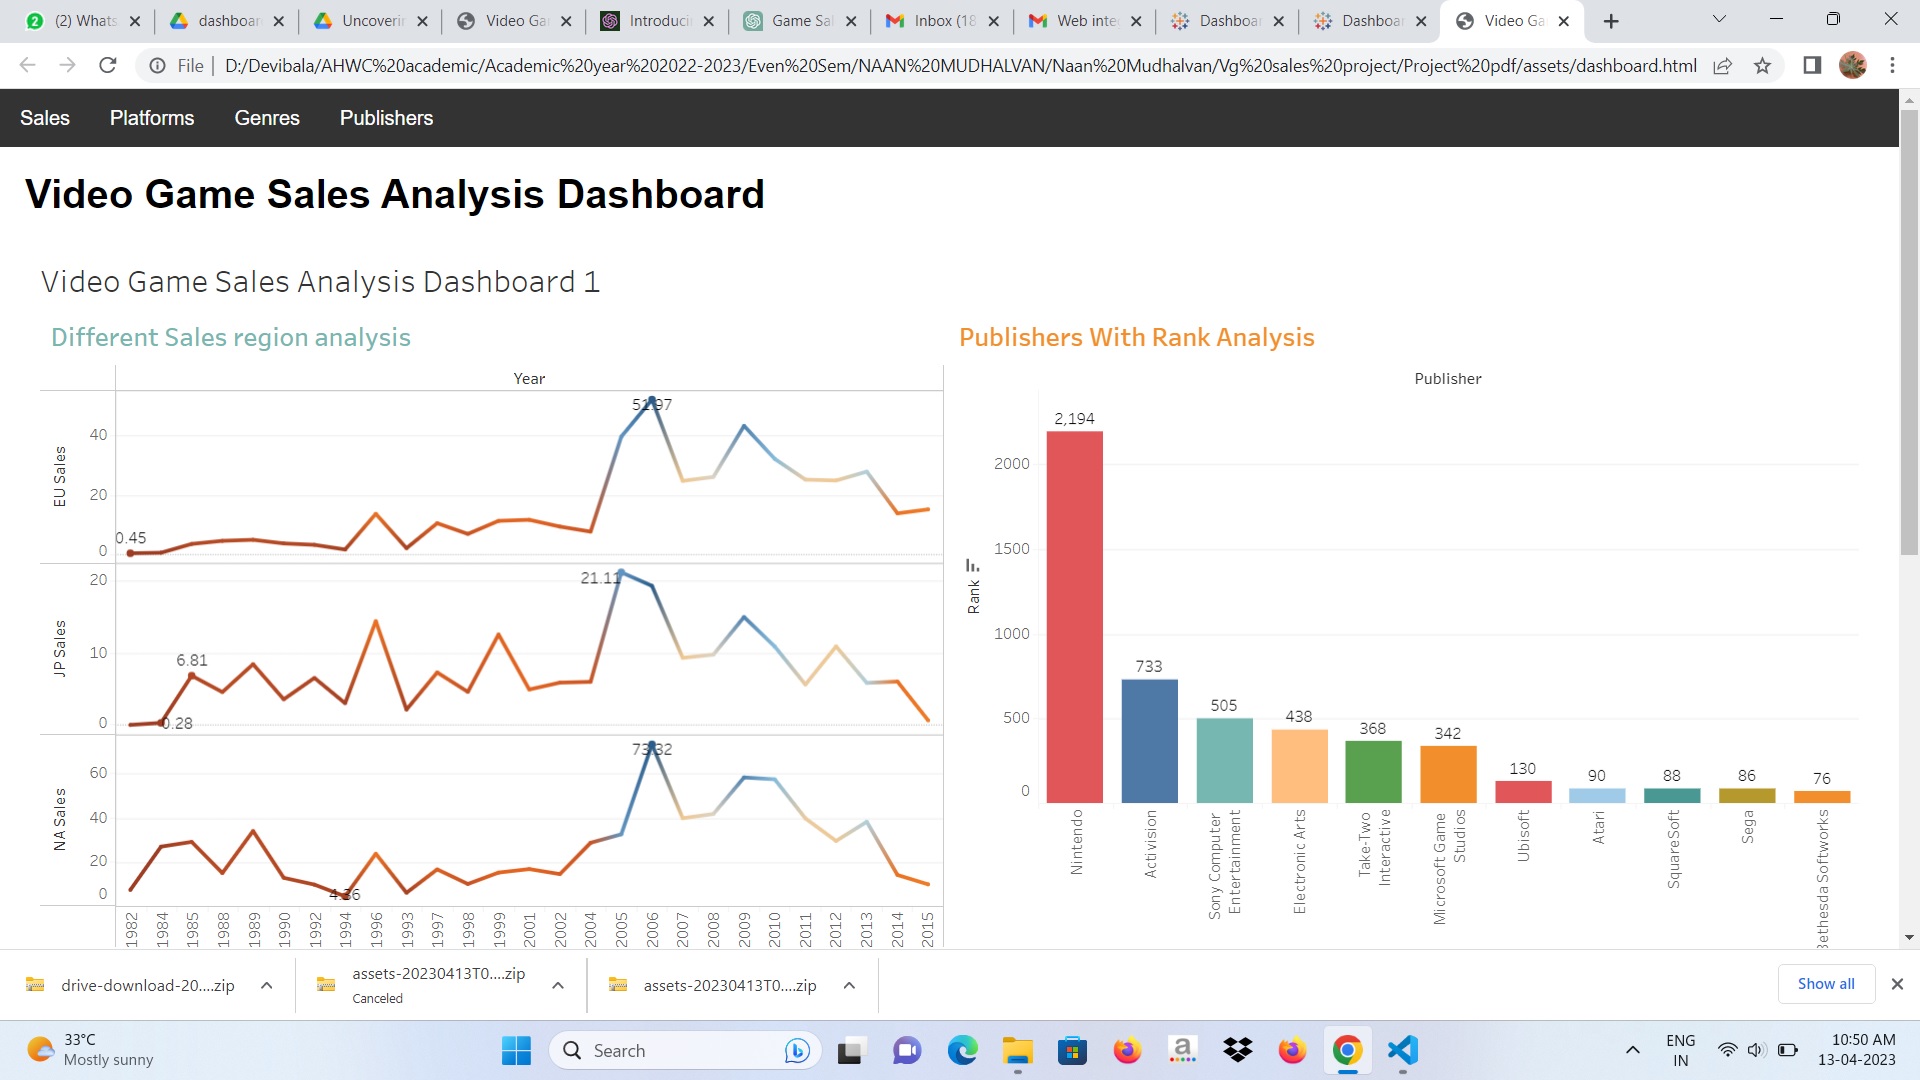 (2) Whats
dashboar
Uncoverin
Video Ga
Introduci
Game Sal
Inbox (18
Web inte
Dashboar
Dashboar
Video Ga
File | D:/Devibala/AHWC%20academic/Academic%20year%202022-2023/Even%20Sem/NAAN%20MUDHALVAN/Naan%20Mudhalvan/Vg%20sales%20project/Project%20pdf/assets/dashboard.html
Sales Platforms Genres Publishers
Video Game Sales Analysis Dashboard
Video Game Sales Analysis Dashboard 1
Different Sales region analysis
Year
EU Sales
40
20
0
51.97
0.45
JP Sales
20
10
0
21.11
6.81
0.28
NA Sales
60
40
20
0
73.32
4.36
1982 1984 1985 1988 1989 1990 1992 1994 1996 1993 1997 1998 1999 2001 2002 2004 2005 2006 2007 2008 2009 2010 2011 2012 2013 2014 2015
Publishers With Rank Analysis
Publisher
Rank
2000
1500
1000
500
0
2,194
733
505
438
368
342
130
90
88
86
76
Nintendo
Activision
Sony Computer
Entertainment
Electronic Arts
Take-Two
Interactive
Microsoft Game
Studios
Ubisoft
Atari
SquareSoft
Sega
Bethesda Softworks
drive-download-20....zip
assets-20230413T0....zip
Canceled
assets-20230413T0....zip
Show all
33°C
Mostly sunny
Search
a
ENG
IN
10:50 AM
13-04-2023